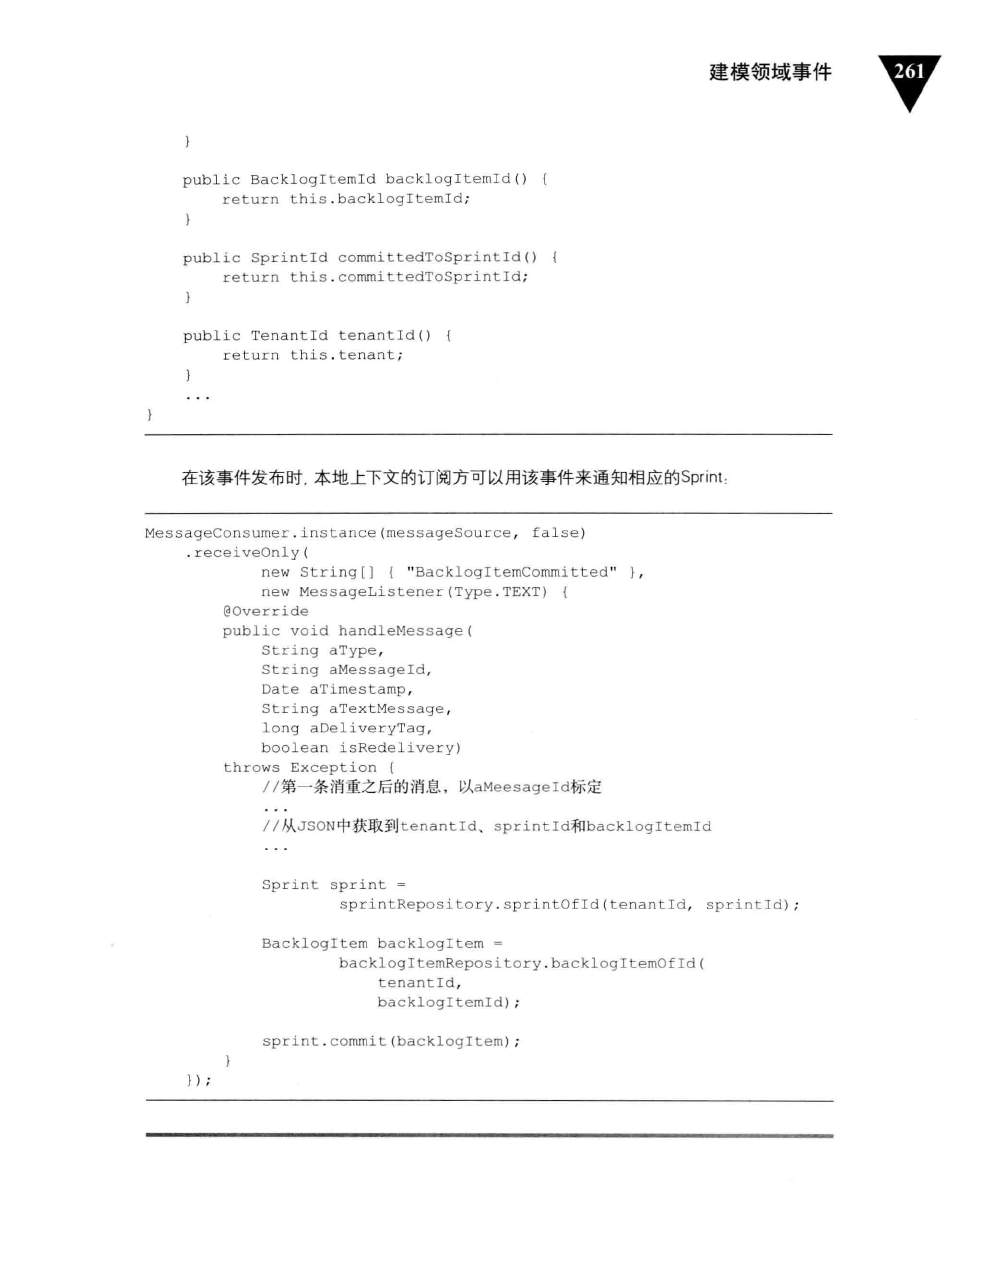 建模领域事件 261
}
public BacklogItemId backlogItemId() {
return this.backlogItemId;
}
public SprintId committedToSprintId() {
return this.committedToSprintId;
}
public TenantId tenantId() {
return this.tenant;
}
...
}
在该事件发布时,本地上下文的订阅方可以用该事件来通知相应的Sprint:
MessageConsumer.instance(messageSource, false)
.receiveOnly(
new String[] { "BacklogItemCommitted" },
new MessageListener(Type.TEXT) {
@Override
public void handleMessage(
String aType,
String aMessageId,
Date aTimestamp,
String aTextMessage,
long aDeliveryTag,
boolean isRedelivery)
throws Exception {
//第一条消重之后的消息，以aMeesageId标定
...
//从JSON中获取到tenantId、sprintId和backlogItemId
...
Sprint sprint =
sprintRepository.sprintOfId(tenantId, sprintId);
BacklogItem backlogItem =
backlogItemRepository.backlogItemOfId(
tenantId,
backlogItemId);
sprint.commit(backlogItem);
}
});